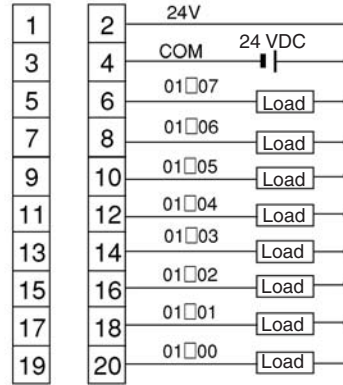 1 2 24V
3 4 COM 24 VDC
5 6 01□07 Load
7 8 01□06 Load
9 10 01□05 Load
11 12 01□04 Load
13 14 01□03 Load
15 16 01□02 Load
17 18 01□01 Load
19 20 01□00 Load